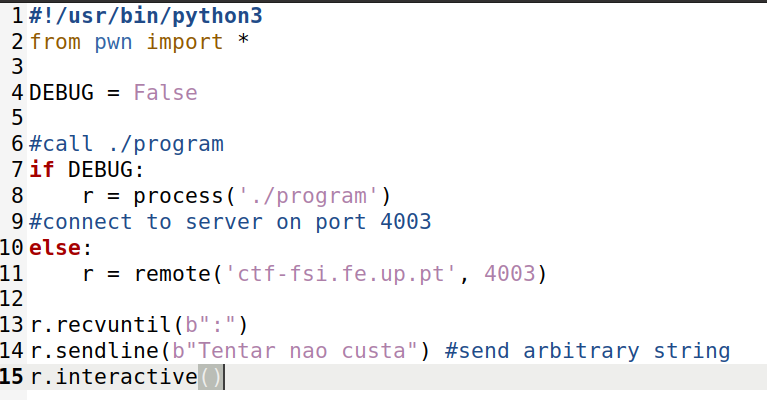 1 #!/usr/bin/python3
2 from pwn import *
3
4 DEBUG = False
5
6 #call ./program
7 if DEBUG:
8     r = process('./program')
9 #connect to server on port 4003
10 else:
11     r = remote('ctf-fsi.fe.up.pt', 4003)
12
13 r.recvuntil(b":")
14 r.sendline(b"Tentar nao custa") #send arbitrary string
15 r.interactive()